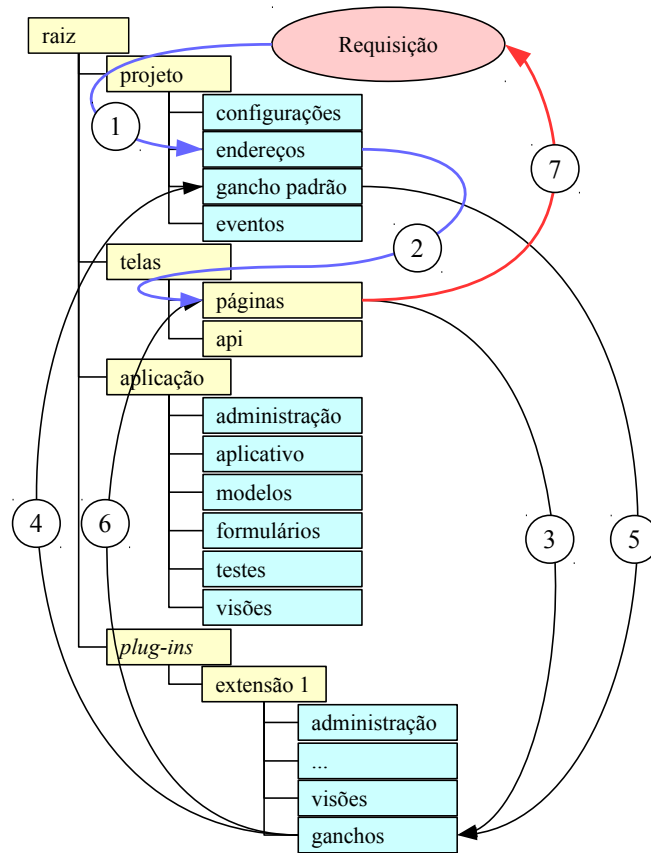 raiz
Requisição
projeto
configurações
1
endereços
7
gancho padrão
eventos
2
telas
páginas
api
aplicação
administração
aplicativo
modelos
4
6
formulários
3
5
testes
visões
plug-ins
extensão 1
administração
...
visões
ganchos